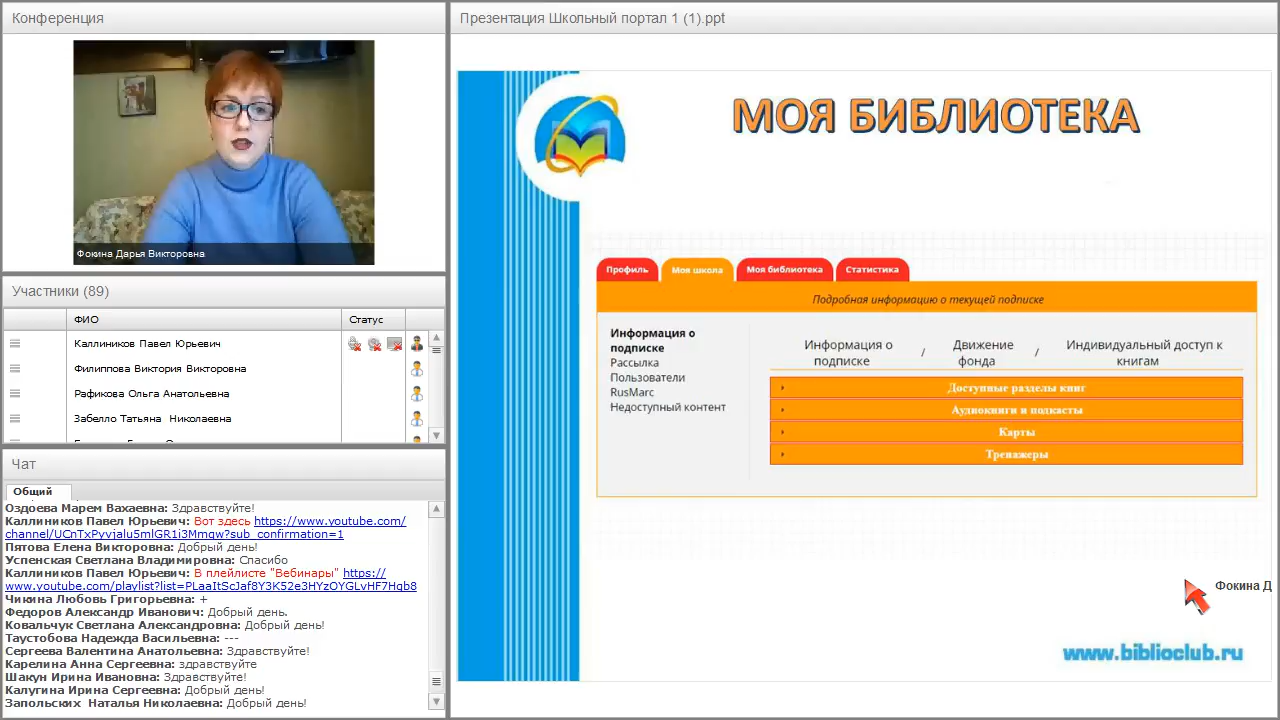 Конференция
Фокина Дарья Викторовна
Участники (89)
ФИО Статус
Каллиников Павел Юрьевич
Филиппова Виктория Викторовна
Рафикова Ольга Анатольевна
Забелло Татьяна Николаевна
Чат
Общий
Оздоева Марем Вахаевна: Здравствуйте!
Каллиников Павел Юрьевич: Вот здесь https://www.youtube.com/
channel/UCnTxPyvjalu5mlGR1i3Mmqw?sub_confirmation=1
Пятова Елена Викторовна: Добрый день!
Успенская Светлана Владимировна: Спасибо
Каллиников Павел Юрьевич: В плейлисте "Вебинары" https://
www.youtube.com/playlist?list=PLaaItScJaf8Y3K52e3HYzOYGLvHF7Hqb8
Чикина Любовь Григорьевна: +
Федоров Александр Иванович: Добрый день.
Ковальчук Светлана Александровна: Добрый день!
Таустобова Надежда Васильевна: ---
Сергеева Валентина Анатольевна: Здравствуйте!
Карелина Анна Сергеевна: здравствуйте
Шакун Ирина Ивановна: Здравствуйте!
Калугина Ирина Сергеевна: Добрый день!
Запольских Наталья Николаевна: Добрый день!
Презентация Школьный портал 1 (1).ppt
МОЯ БИБЛИОТЕКА
Профиль Моя школа Моя библиотека Статистика
Подробная информацию о текущей подписке
Информация о
подписке
Рассылка
Пользователи
RusMarc
Недоступный контент
Информация о
подписке
/
Движение
фонда
/
Индивидуальный доступ к
книгам
Доступные разделы книг
Аудиокниги и подкасты
Карты
Тренажеры
Фокина Д
www.biblioclub.ru